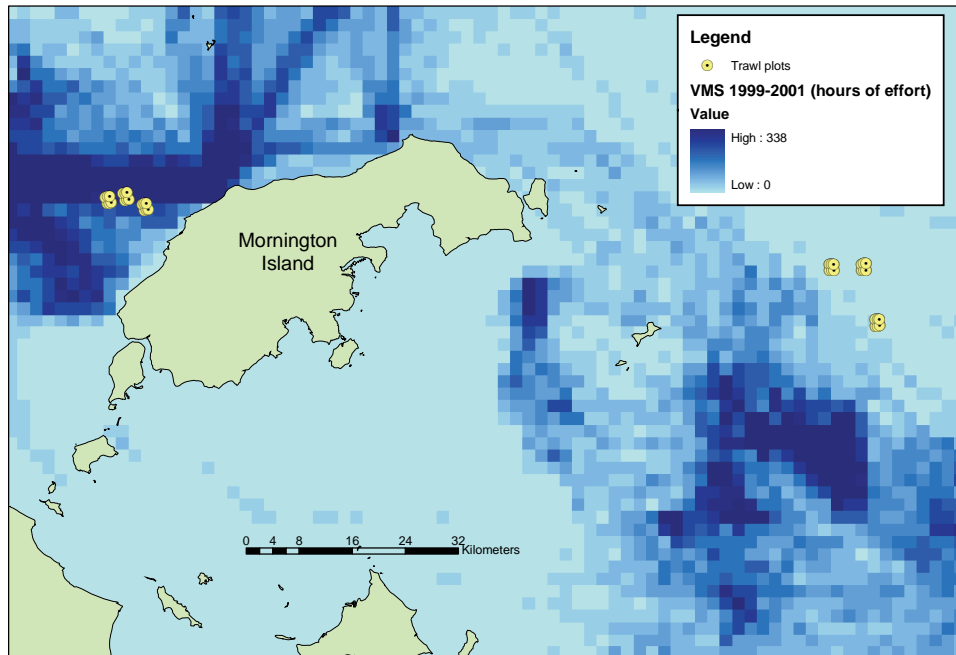 Legend
Trawl plots
VMS 1999-2001 (hours of effort)
Value
High : 338
Low : 0
Mornington
Island
0 4 8 16 24 32
Kilometers